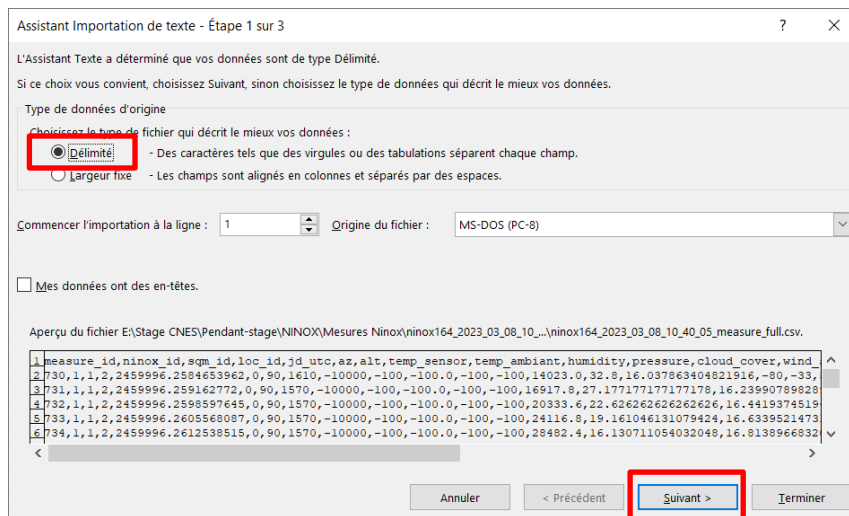 Assistant Importation de texte - Étape 1 sur 3 ? ×
L'Assistant Texte a déterminé que vos données sont de type Délimité.
Si ce choix vous convient, choisissez Suivant, sinon choisissez le type de données qui décrit le mieux vos données.
Type de données d'origine
Choisissez le type de fichier qui décrit le mieux vos données :
Délimité - Des caractères tels que des virgules ou des tabulations séparent chaque champ.
Largeur fixe - Les champs sont alignés en colonnes et séparés par des espaces.
Commencer l'importation à la ligne : 1 Origine du fichier : MS-DOS (PC-8)
Mes données ont des en-têtes.
Aperçu du fichier E:\Stage CNES\Pendant-stage\NINOX\Mesures Ninox\ninox164_2023_03_08_10_...\ninox164_2023_03_08_10_40_05_measure_full.csv.
1 measure_id,ninox_id,sqm_id,loc_id,jd_utc,az,alt,temp_sensor,temp_ambiant,humidity,pressure,cloud_cover,wind_
2 730,1,1,2,2459996.2584653962,0,90,1610,-10000,-100,-100.0,-100,-100,14023.0,32.8,16.037863404821916,-80,-33,
3 731,1,1,2,2459996.259162772,0,90,1570,-10000,-100,-100.0,-100,-100,16917.8,27.177177177177178,16.23990789828
4 732,1,1,2,2459996.2598597645,0,90,1570,-10000,-100,-100.0,-100,-100,20333.6,22.626262626262626,16.4419374519
5 733,1,1,2,2459996.2605568087,0,90,1570,-10000,-100,-100.0,-100,-100,24116.8,19.161046131079424,16.6339521473
6 734,1,1,2,2459996.2612538515,0,90,1570,-10000,-100,-100.0,-100,-100,28482.4,16.130711054032048,16.813896683
Annuler < Précédent Suivant > Terminer